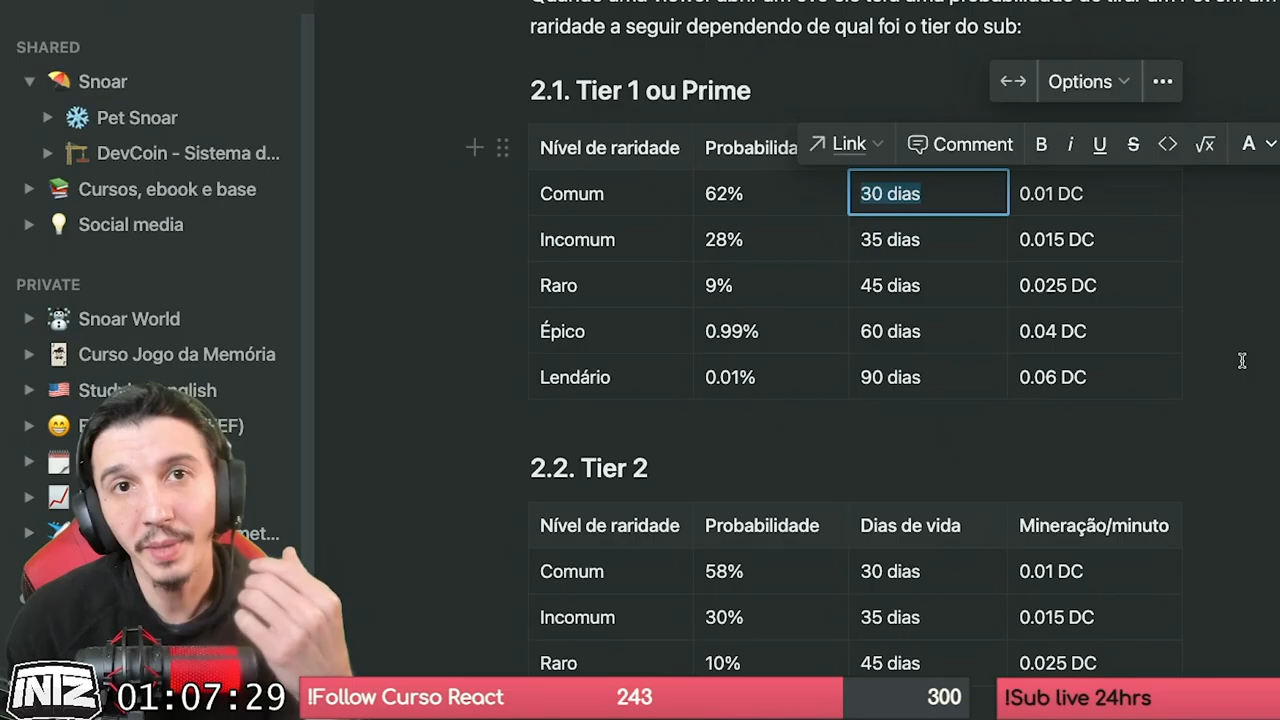 raridade a seguir dependendo de qual foi o tier do sub:
SHARED
Snoar
Pet Snoar
DevCoin - Sistema d...
Cursos, ebook e base
Social media
PRIVATE
Snoar World
Curso Jogo da Memória
English
2.1. Tier 1 ou Prime
Options
Link
Comment
B i U S <> √x A
Nível de raridade
Comum 62% 30 dias 0.01 DC
Incomum 28% 35 dias 0.015 DC
Raro 9% 45 dias 0.025 DC
Épico 0.99% 60 dias 0.04 DC
Lendário 0.01% 90 dias 0.06 DC
2.2. Tier 2
Nível de raridade Probabilidade Dias de vida Mineração/minuto
Comum 58% 30 dias 0.01 DC
Incomum 30% 35 dias 0.015 DC
Raro 10% 45 dias 0.025 DC
INTZ 01:07:29 !Follow Curso React 243 300 !Sub live 24hrs